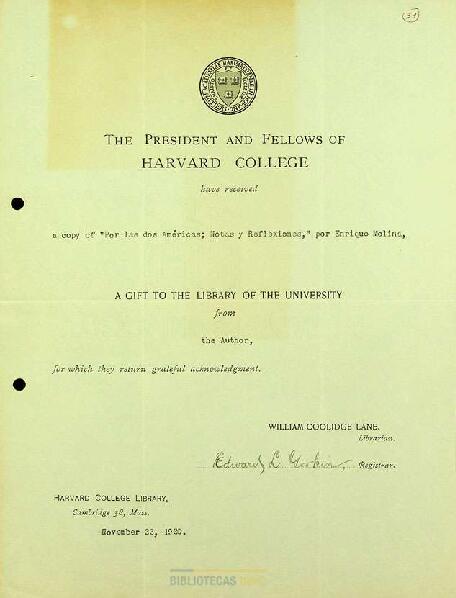 (31)
THE PRESIDENT AND FELLOWS OF
HARVARD COLLEGE
have received
a copy of "Por las dos Américas; Notas y Reflexiones," por Enrique Molina,
A GIFT TO THE LIBRARY OF THE UNIVERSITY
from
the Author,
for which they return grateful acknowledgment.
WILLIAM COOLIDGE LANE,
Librarian.
Edward L. Registrar.
HARVARD COLLEGE LIBRARY,
Cambridge 38, Mass.
November 23, 1920.
BIBLIOTECAS